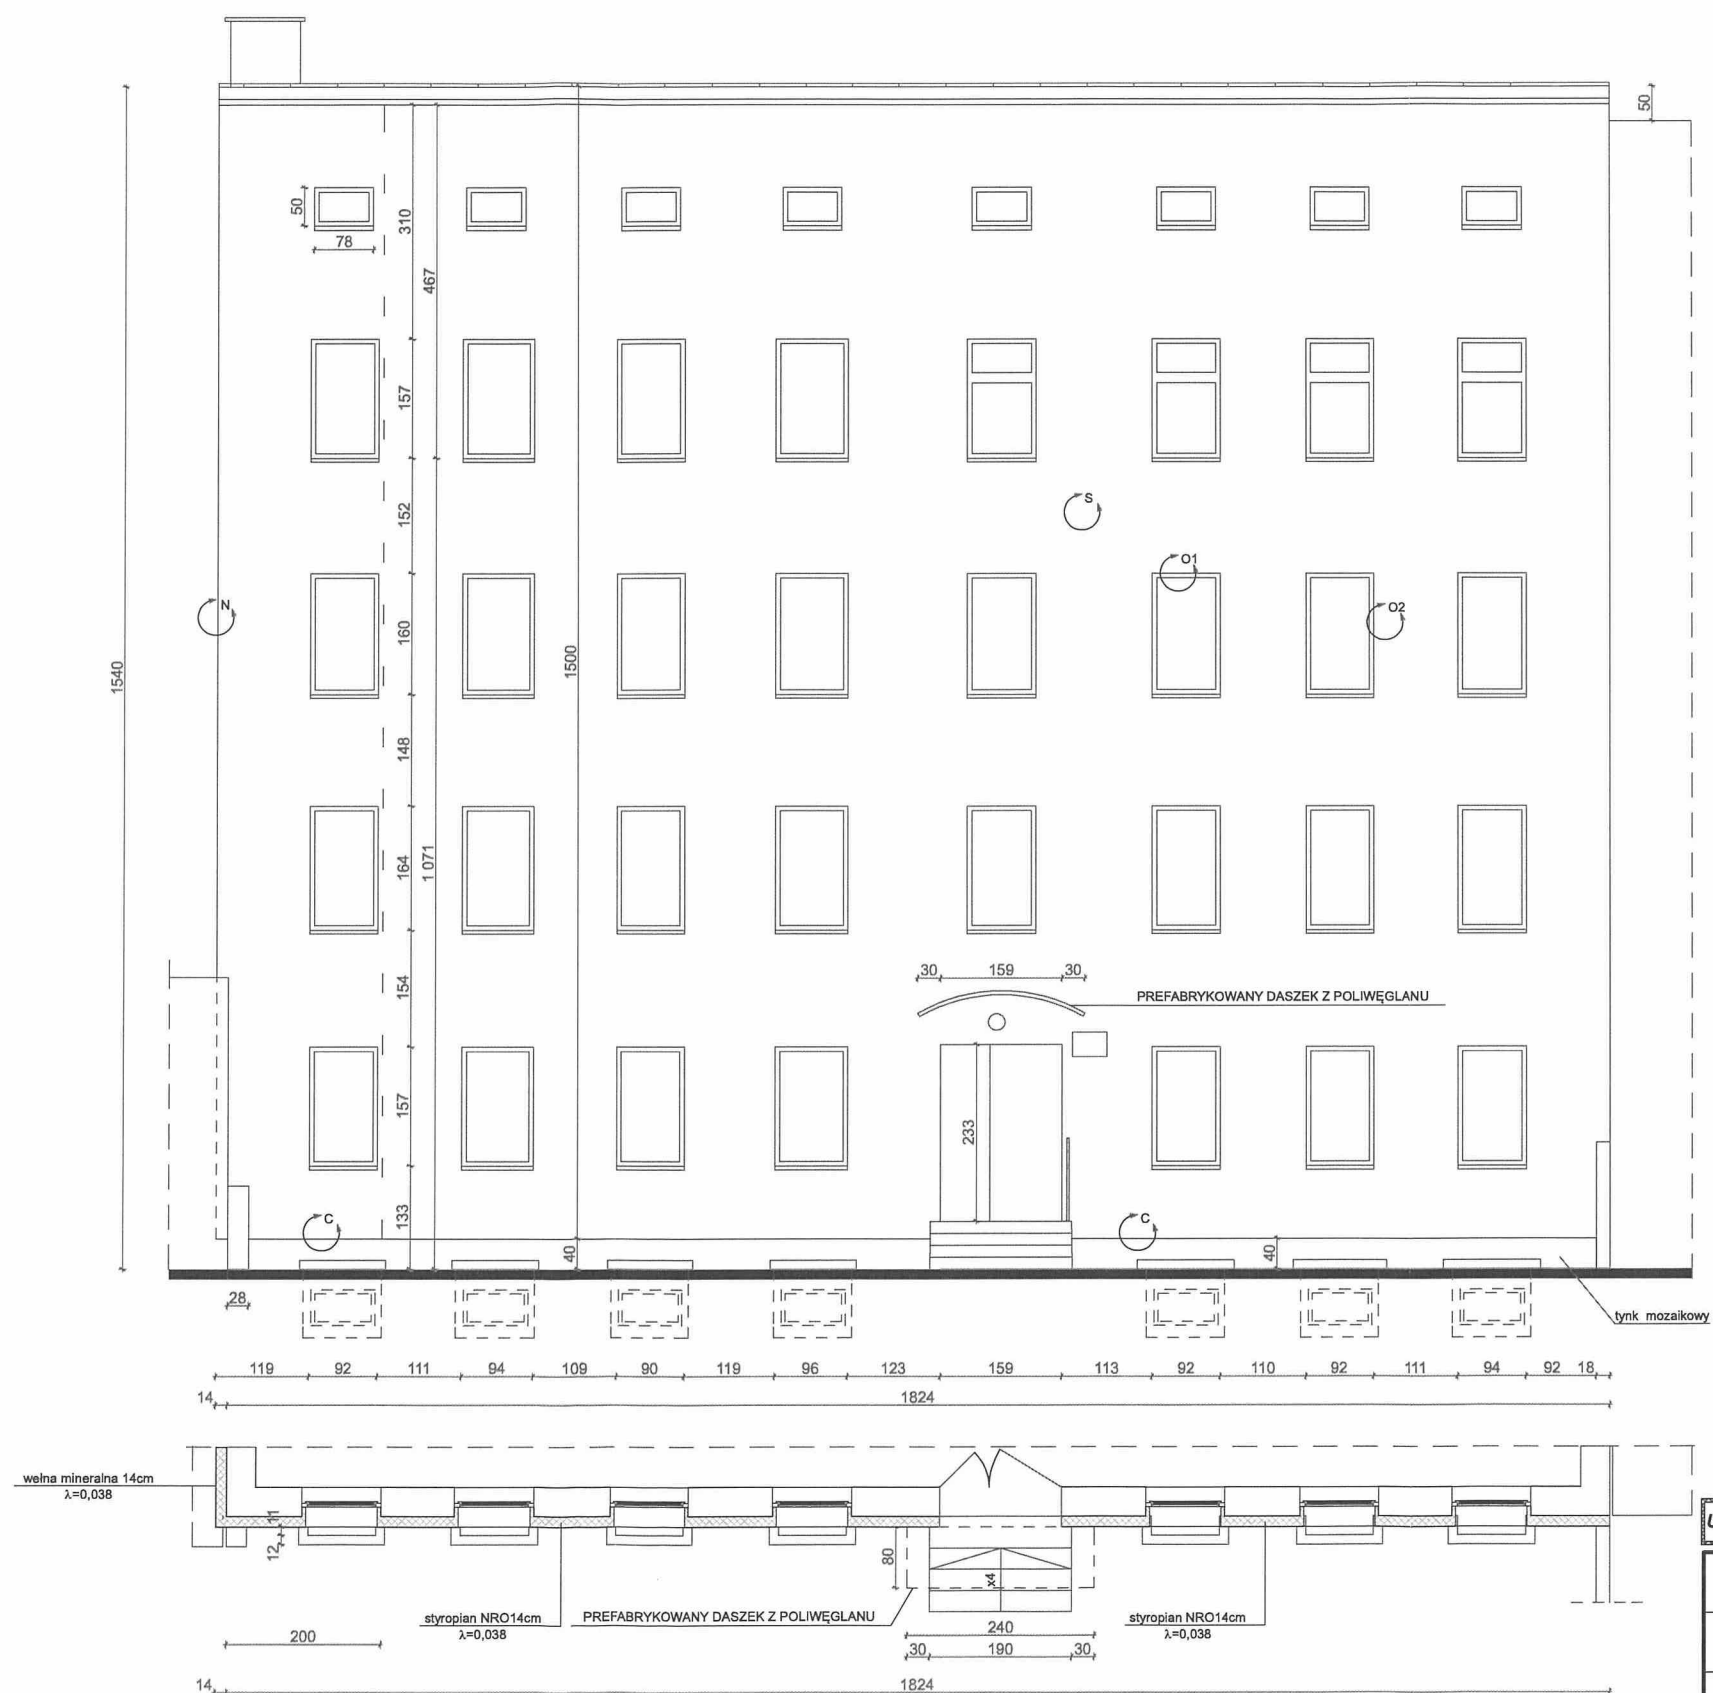 50
50
78
310
467
157
152
S
O1
O2
N
160
1500
1540
148
164
1 071
154
30 159 30
PREFABRYKOWANY DASZEK Z POLIWĘGLANU
157
233
133
C
C
40
40
28
tynk mozaikowy
119 92 111 94 109 90 119 96 123 159 113 92 110 92 111 94 92 18
14 1824
wełna mineralna 14cm
λ=0,038
11
12
80
x4
styropian NRO14cm
λ=0,038
PREFABRYKOWANY DASZEK Z POLIWĘGLANU
styropian NRO14cm
λ=0,038
200
240
30 190 30
14 1824